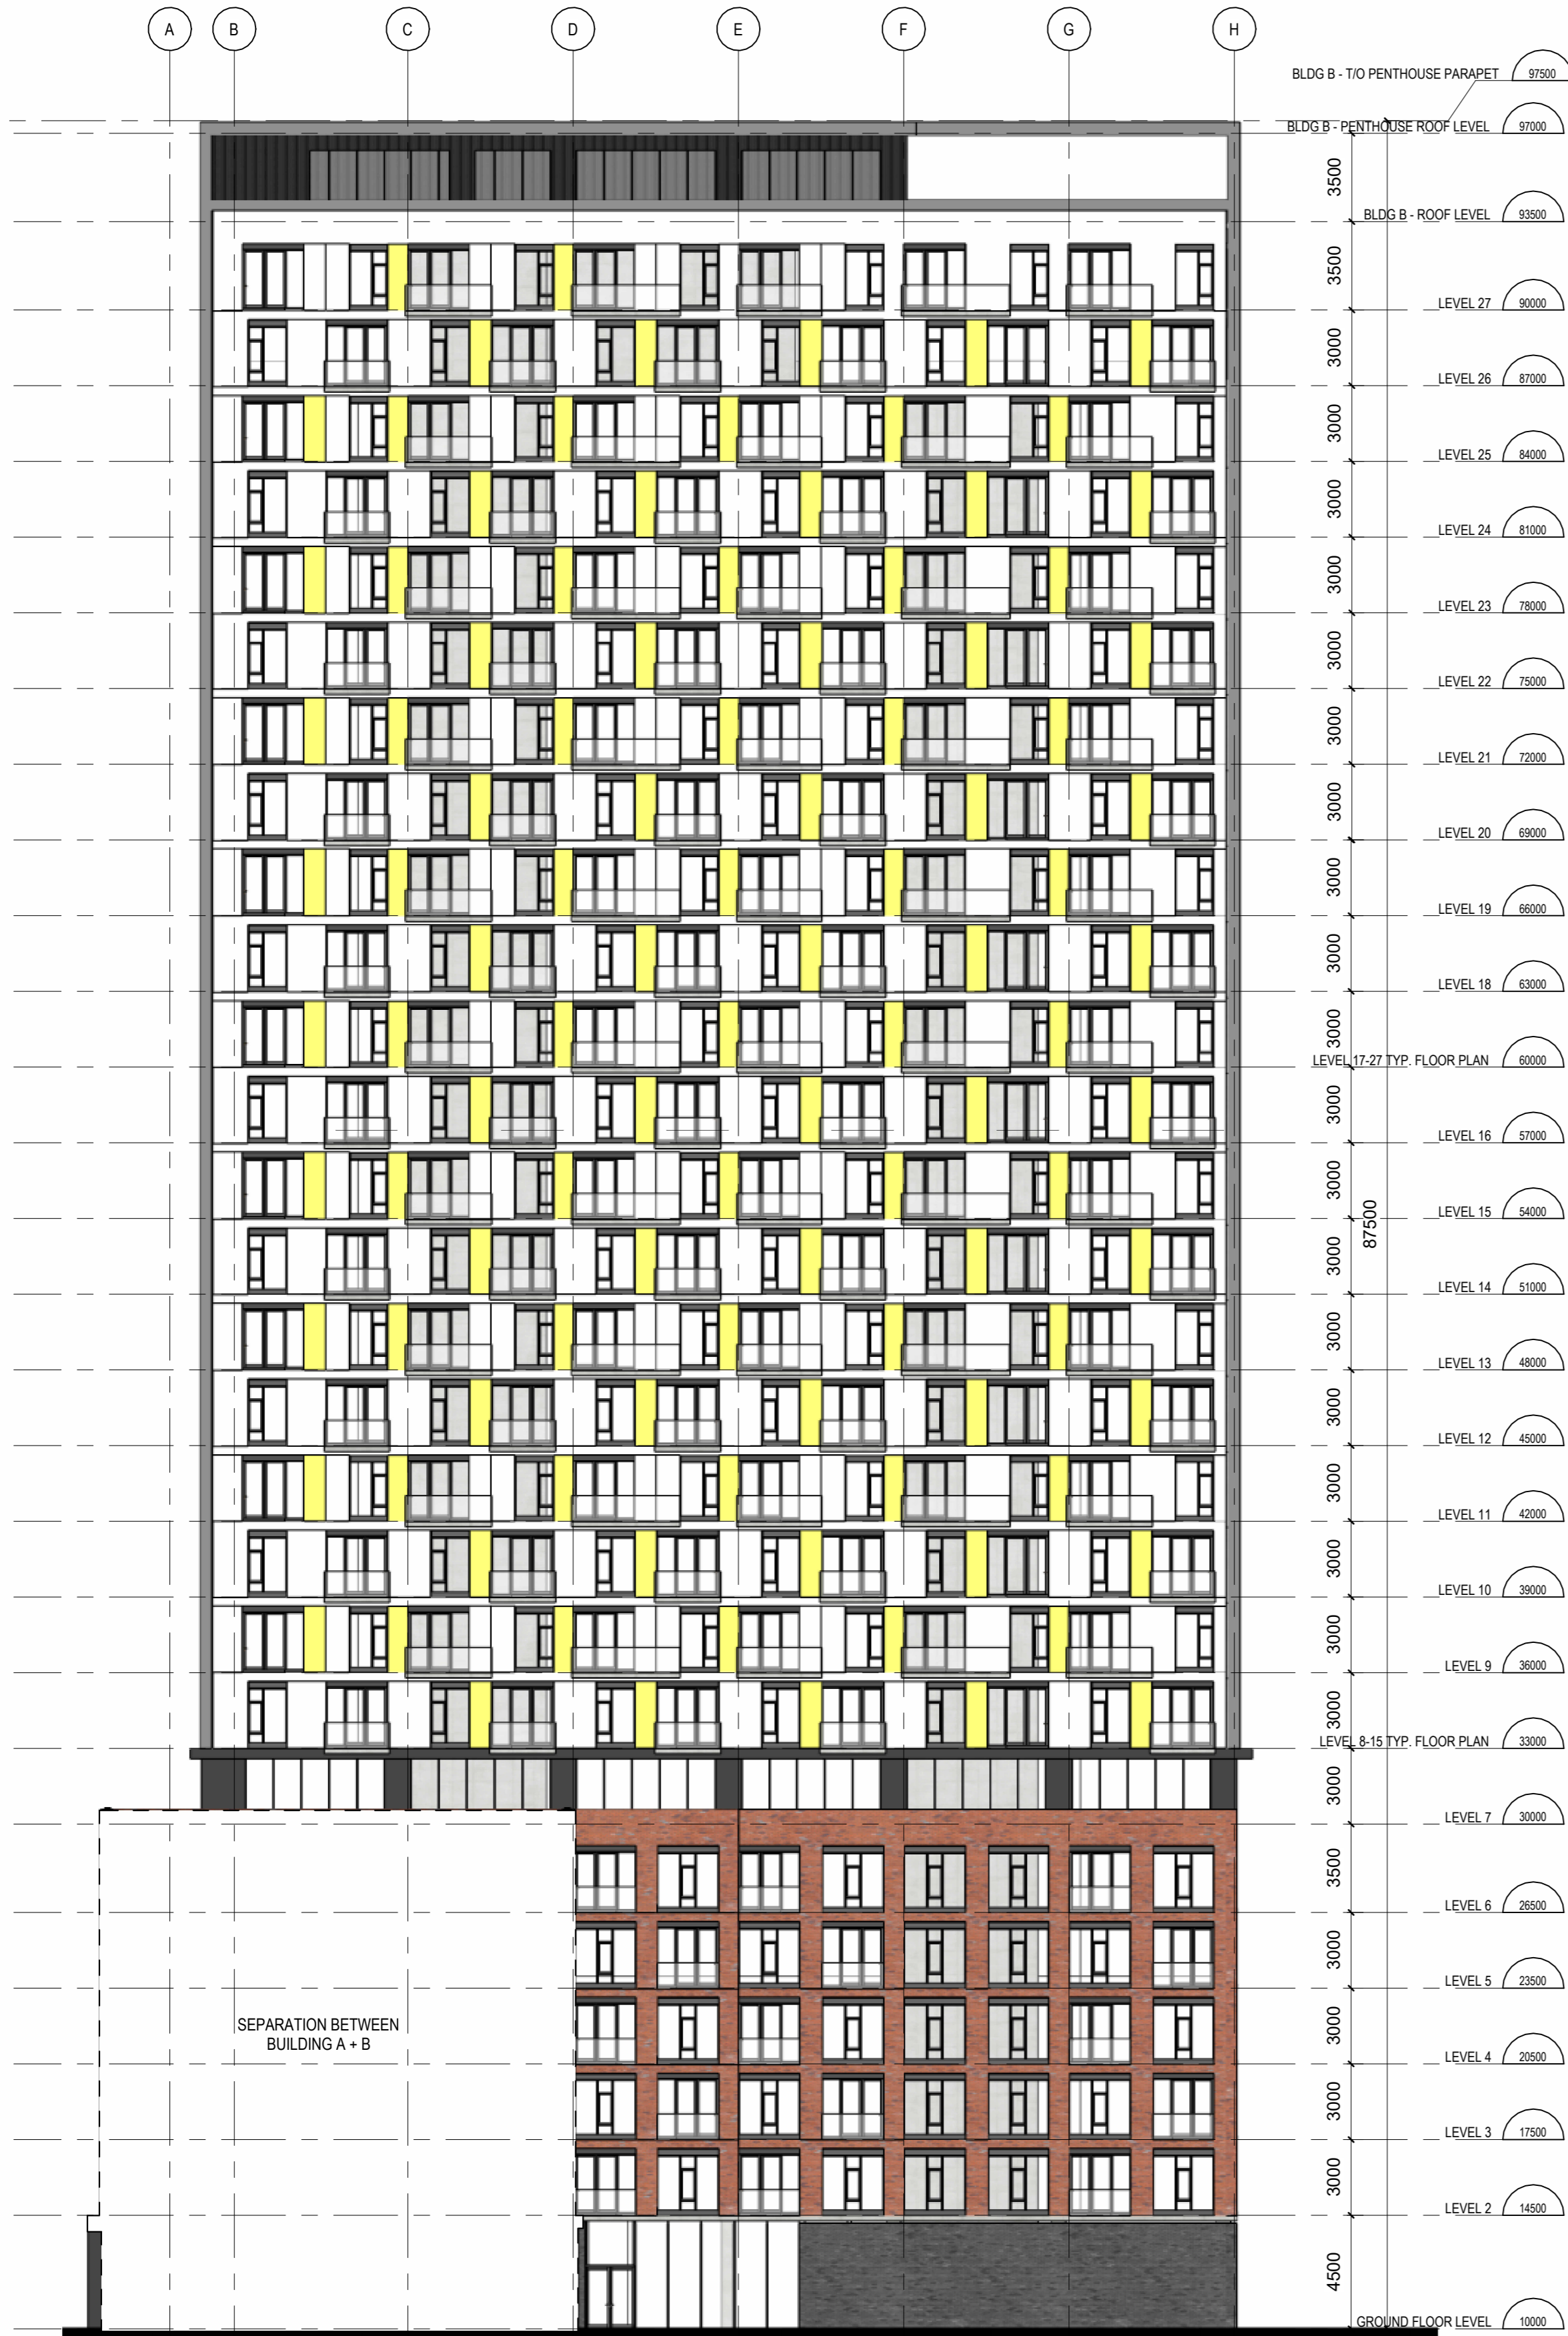 A B C D E F G H
BLDG B - T/O PENTHOUSE PARAPET 97500
BLDG B - PENTHOUSE ROOF LEVEL 97000
3500
BLDG B - ROOF LEVEL 93500
3500
LEVEL 27 90000
3000
LEVEL 26 87000
3000
LEVEL 25 84000
3000
LEVEL 24 81000
3000
LEVEL 23 78000
3000
LEVEL 22 75000
3000
LEVEL 21 72000
3000
LEVEL 20 69000
3000
LEVEL 19 66000
3000
LEVEL 18 63000
3000
LEVEL 17-27 TYP. FLOOR PLAN 60000
3000
LEVEL 16 57000
3000
LEVEL 15 54000
87500
3000
LEVEL 14 51000
3000
LEVEL 13 48000
3000
LEVEL 12 45000
3000
LEVEL 11 42000
3000
LEVEL 10 39000
3000
LEVEL 9 36000
3000
LEVEL 8-15 TYP. FLOOR PLAN 33000
3000
LEVEL 7 30000
3500
LEVEL 6 26500
3000
LEVEL 5 23500
SEPARATION BETWEEN
BUILDING A + B
3000
LEVEL 4 20500
3000
LEVEL 3 17500
3000
LEVEL 2 14500
4500
GROUND FLOOR LEVEL 10000